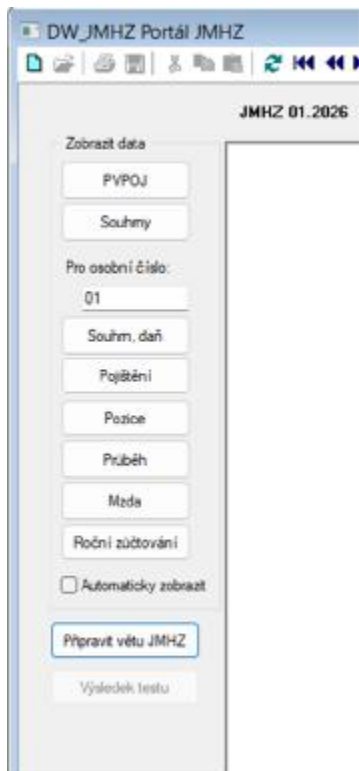 DW_JMHZ Portál JMHZ
JMHZ 01.2026
Zobrazit data
PVPOJ
Souhrny
Pro osobní číslo:
01
Souhrn, daň
Pojištění
Pozice
Průběh
Mzda
Roční zúčtování
Automaticky zobrazit
Připravit větu JMHZ
Výsledek testu